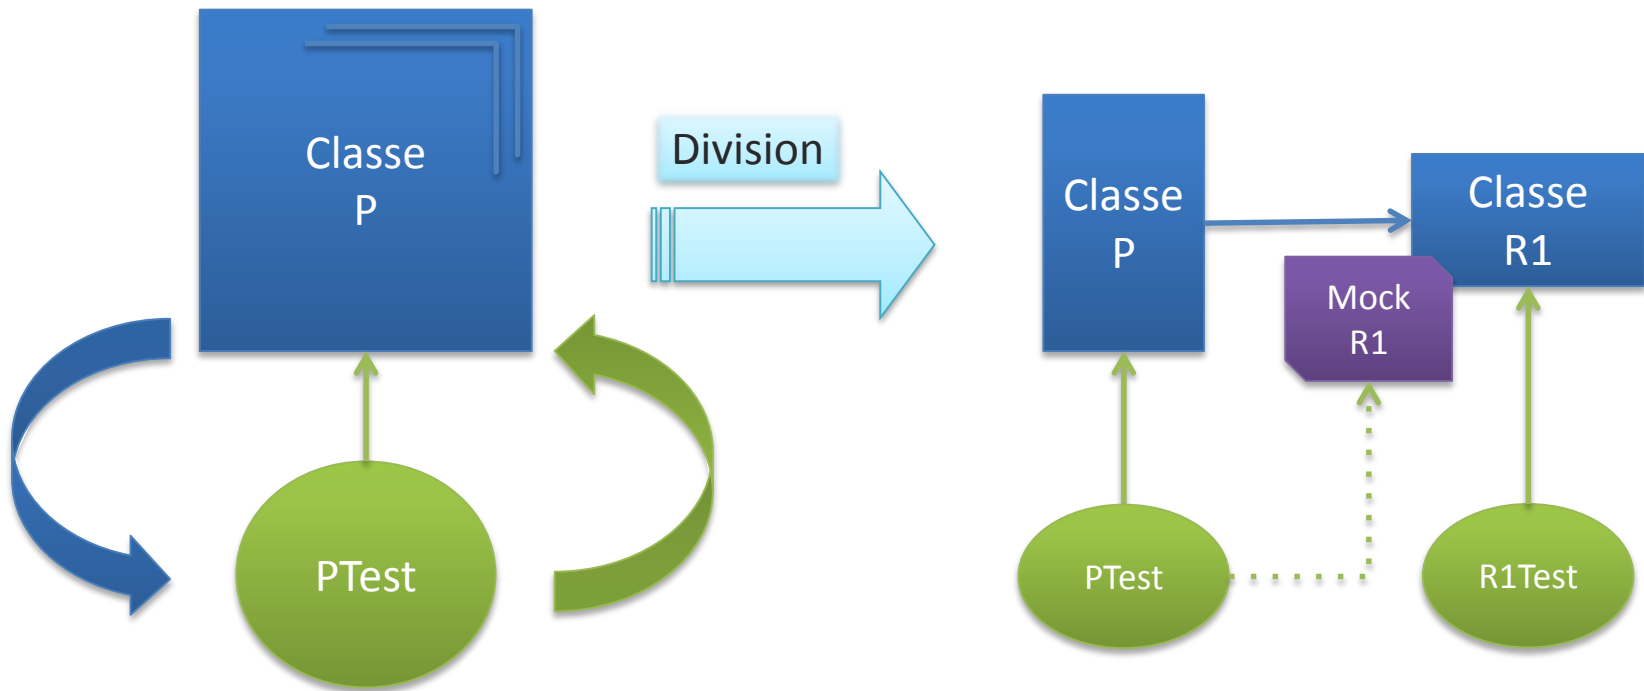 Classe
P
PTest
Division
Classe
P
Classe
R1
Mock
R1
PTest
R1Test